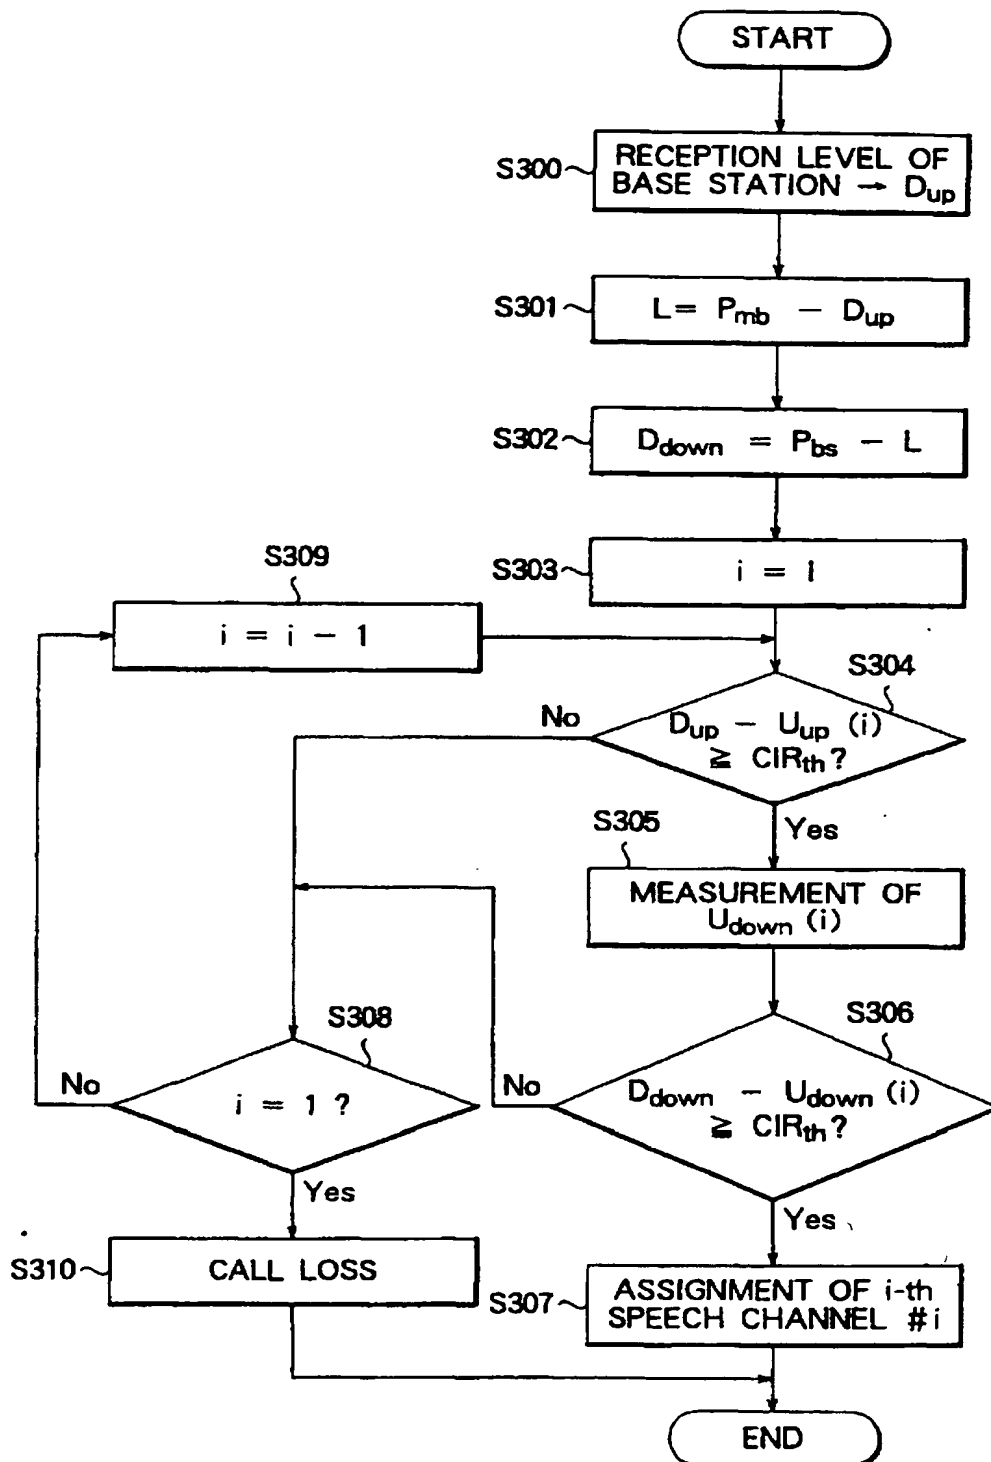 START
S300
RECEPTION LEVEL OF
BASE STATION → Dup
S301
L = Pmb - Dup
S302
Ddown = Pbs - L
S309
S303
i = I
i = i - 1
S304
No
Dup - Uup (i)
≧ CIRth?
Yes
S305
MEASUREMENT OF
Udown (i)
S308
S306
No
i = 1 ?
No
Ddown - Udown (i)
≧ CIRth?
Yes
Yes
S310
CALL LOSS
S307
ASSIGNMENT OF i-th
SPEECH CHANNEL #i
END